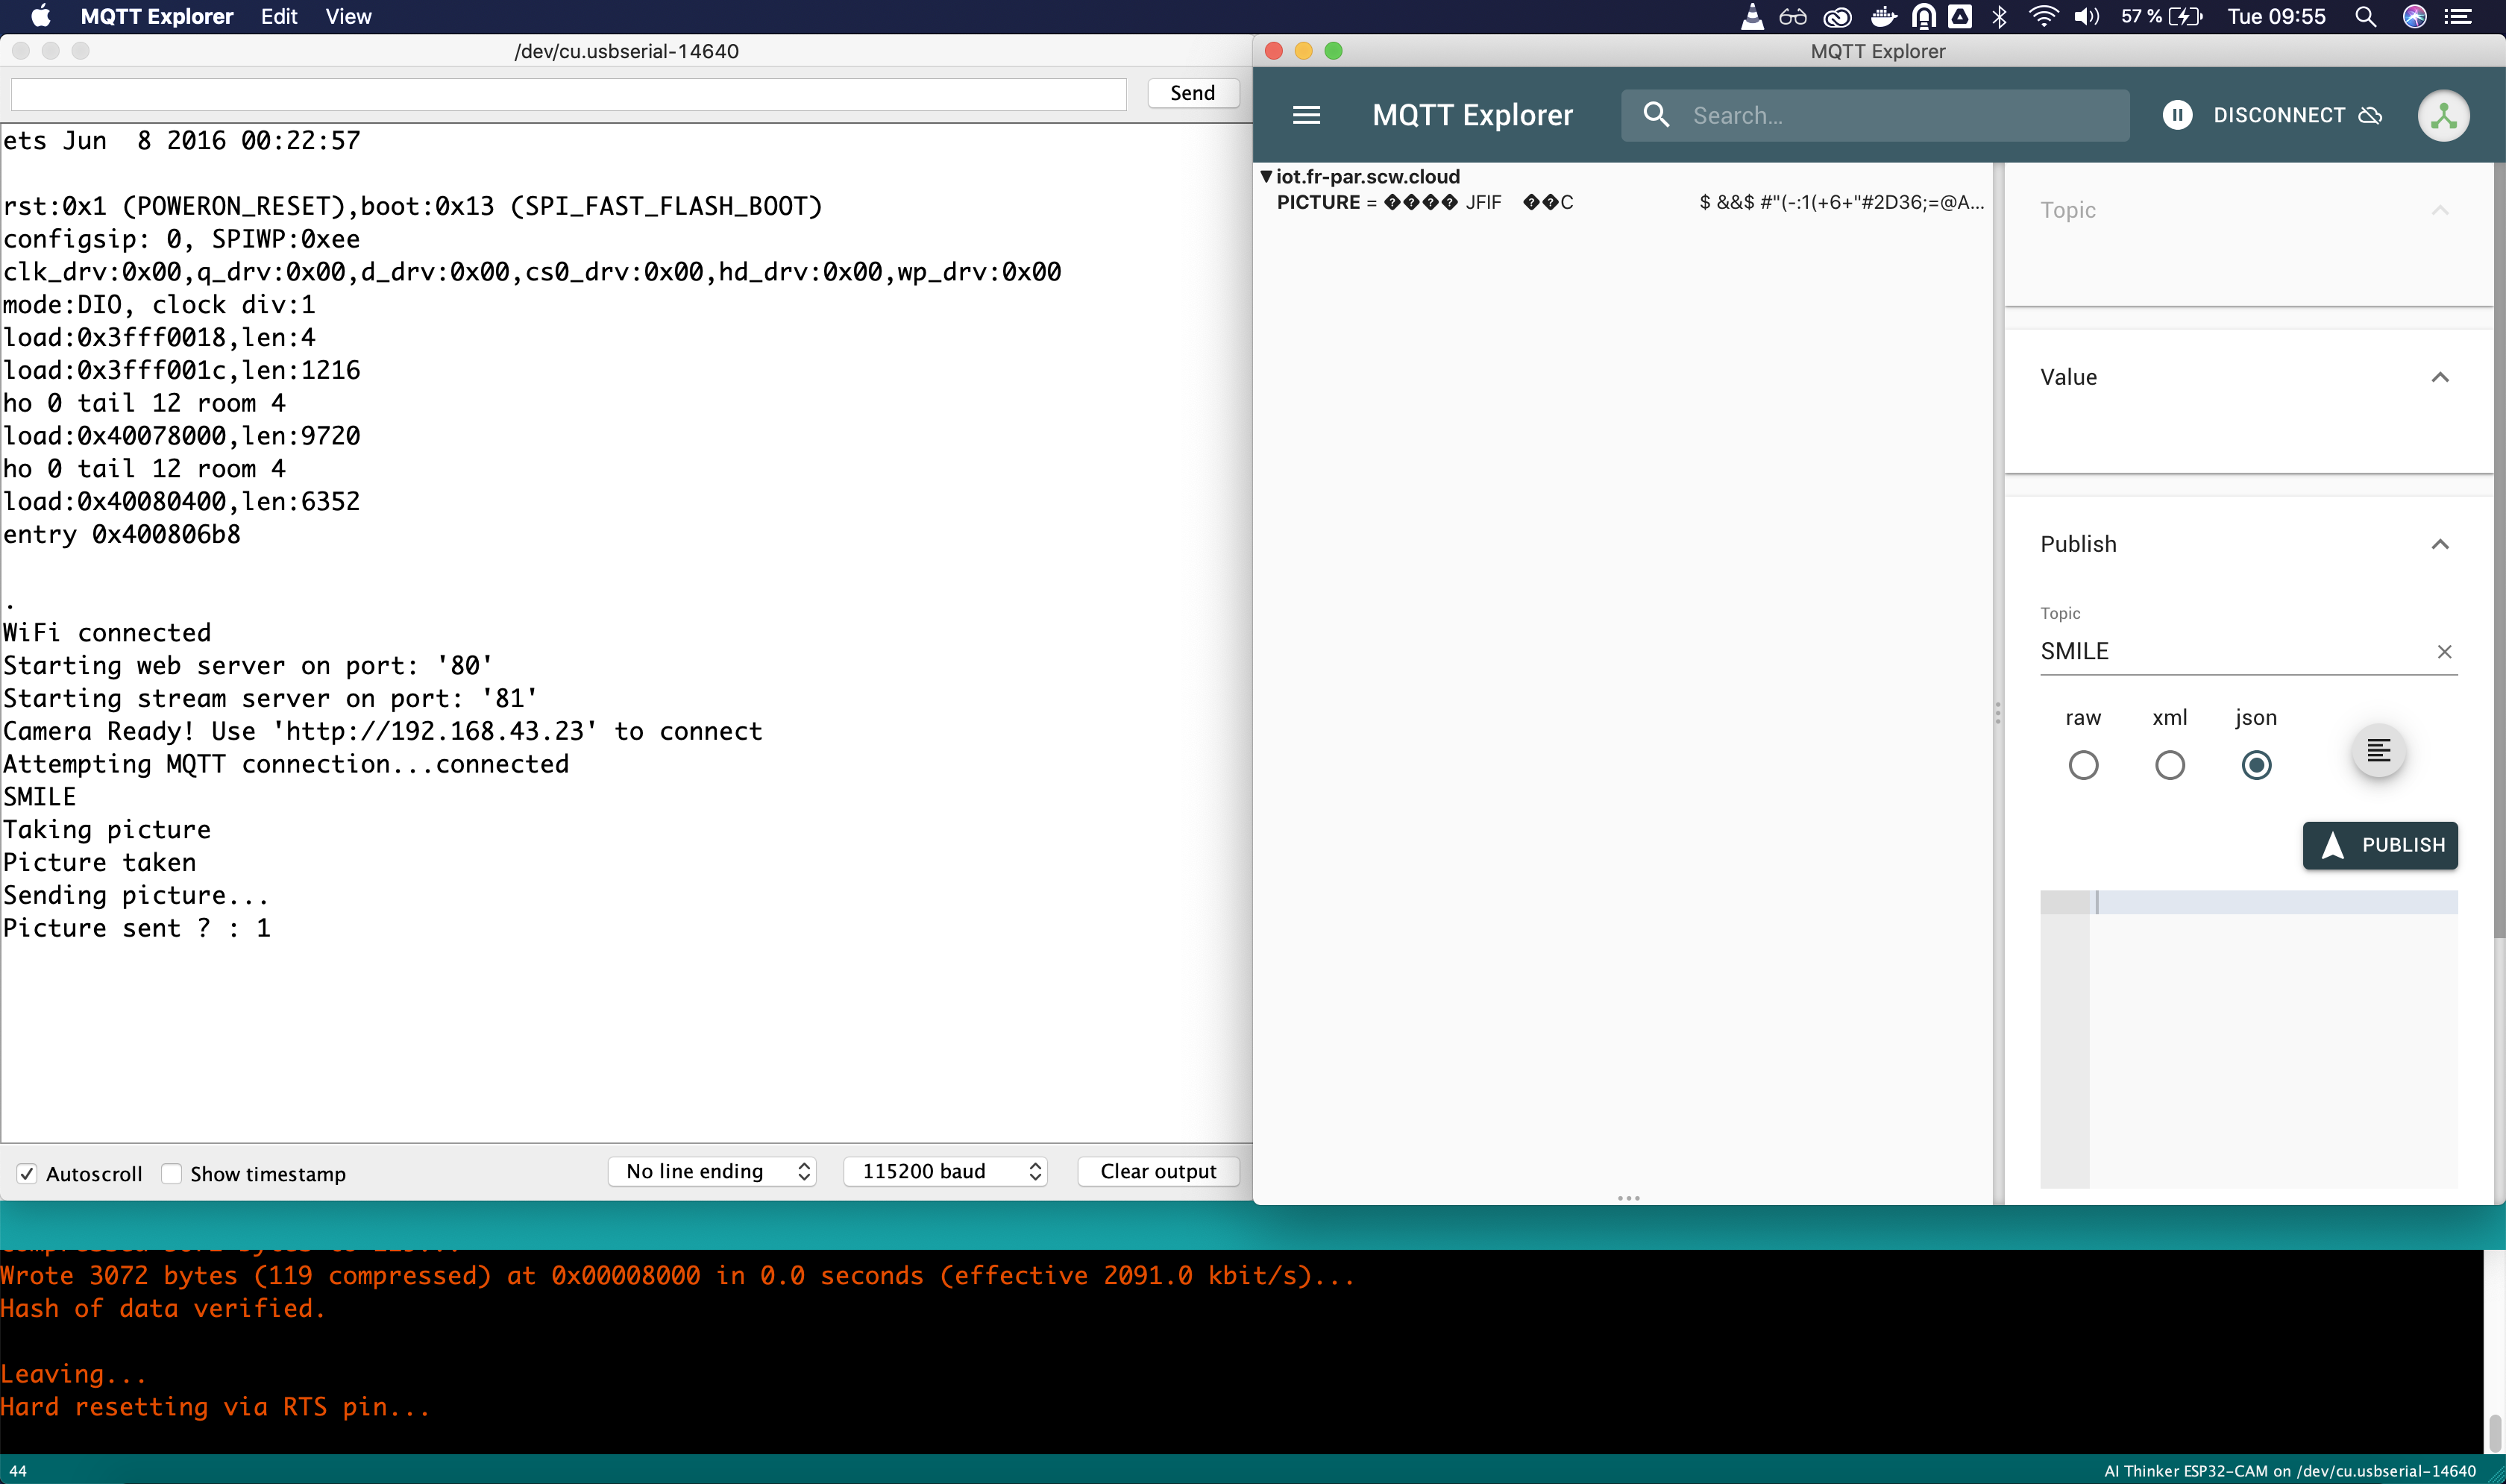 MQTT Explorer Edit View 57 % Tue 09:55
/dev/cu.usbserial-14640
Send
ets Jun  8 2016 00:22:57
rst:0x1 (POWERON_RESET),boot:0x13 (SPI_FAST_FLASH_BOOT)
configsip: 0, SPIWP:0xee
clk_drv:0x00,q_drv:0x00,d_drv:0x00,cs0_drv:0x00,hd_drv:0x00,wp_drv:0x00
mode:DIO, clock div:1
load:0x3fff0018,len:4
load:0x3fff001c,len:1216
ho 0 tail 12 room 4
load:0x40078000,len:9720
ho 0 tail 12 room 4
load:0x40080400,len:6352
entry 0x400806b8
.
WiFi connected
Starting web server on port: '80'
Starting stream server on port: '81'
Camera Ready! Use 'http://192.168.43.23' to connect
Attempting MQTT connection...connected
SMILE
Taking picture
Picture taken
Sending picture...
Picture sent ? : 1
Autoscroll Show timestamp No line ending 115200 baud Clear output
MQTT Explorer
MQTT Explorer Search... DISCONNECT
▼ iot.fr-par.scw.cloud
PICTURE = ���� JFIF ��C $ &&$ #"(-:1(+6+"#2D36;=@A...
Topic
Value
Publish
Topic
SMILE
raw xml json
PUBLISH
Wrote 3072 bytes (119 compressed) at 0x00008000 in 0.0 seconds (effective 2091.0 kbit/s)...
Hash of data verified.
Leaving...
Hard resetting via RTS pin...
44 AI Thinker ESP32-CAM on /dev/cu.usbserial-14640